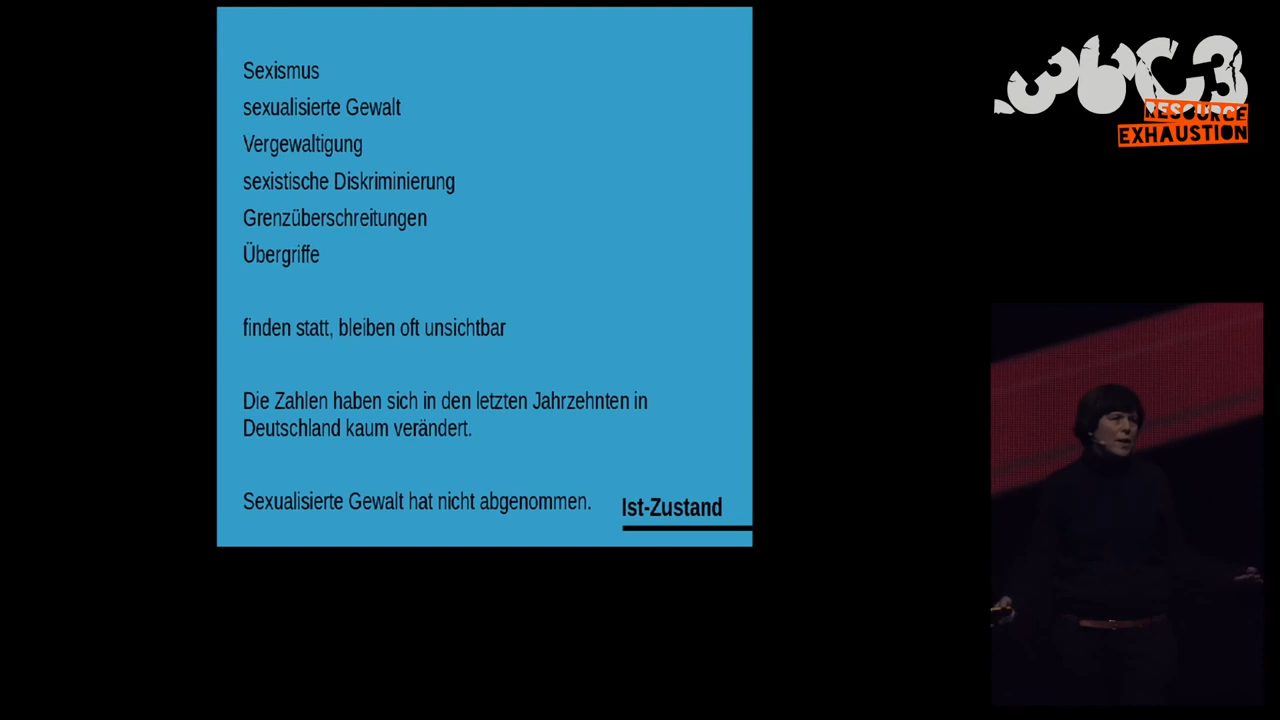 Sexismus
sexualisierte Gewalt
Vergewaltigung
sexistische Diskriminierung
Grenzüberschreitungen
Übergriffe
finden statt, bleiben oft unsichtbar
Die Zahlen haben sich in den letzten Jahrzehnten in
Deutschland kaum verändert.
Sexualisierte Gewalt hat nicht abgenommen.
Ist-Zustand
36C3
RESOURCE
EXHAUSTION